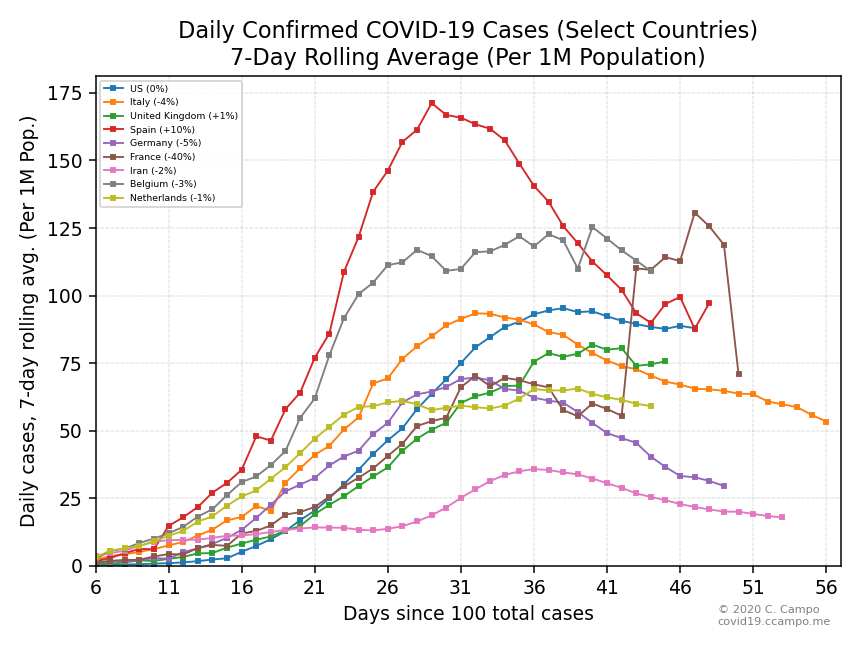 Daily Confirmed COVID-19 Cases (Select Countries)
7-Day Rolling Average (Per 1M Population)
Daily cases, 7-day rolling avg. (Per 1M Pop.)
175
150
125
100
75
50
25
0
US (0%)
Italy (-4%)
United Kingdom (+1%)
Spain (+10%)
Germany (-5%)
France (-40%)
Iran (-2%)
Belgium (-3%)
Netherlands (-1%)
6 11 16 21 26 31 36 41 46 51 56
Days since 100 total cases
© 2020 C. Campo
covid19.ccampo.me